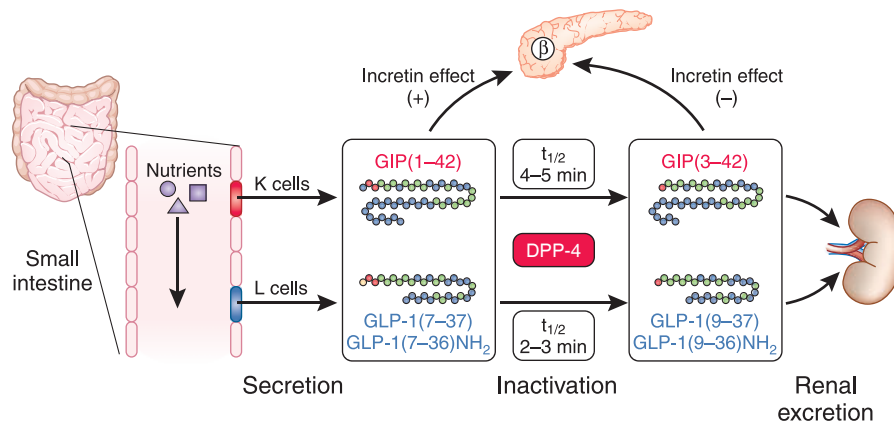 β
Incretin effect
(+)
Incretin effect
(–)
Nutrients
K cells
L cells
Small
intestine
GIP(1–42)
t1/2
4–5 min
GIP(3–42)
DPP-4
GLP-1(7–37)
GLP-1(7–36)NH2
t1/2
2–3 min
GLP-1(9–37)
GLP-1(9–36)NH2
Secretion
Inactivation
Renal
excretion